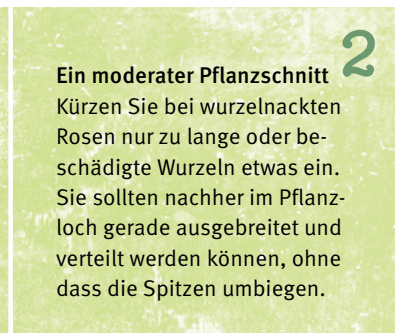 2
Ein moderater Pflanzschnitt
Kürzen Sie bei wurzelnackten
Rosen nur zu lange oder be-
schädigte Wurzeln etwas ein.
Sie sollten nachher im Pflanz-
loch gerade ausgebreitet und
verteilt werden können, ohne
dass die Spitzen umbiegen.